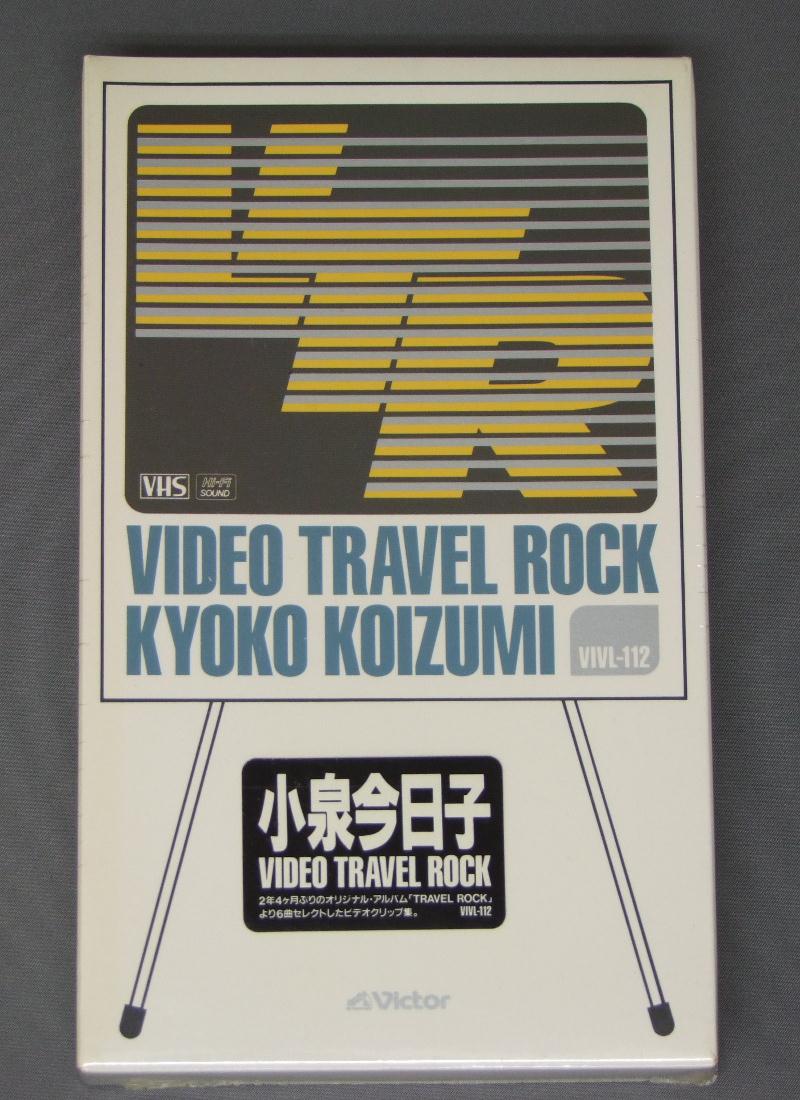 VTR
VHS
Hi-Fi
SOUND
VIDEO TRAVEL ROCK
KYOKO KOIZUMI
VIVL-112
小泉今日子
VIDEO TRAVEL ROCK
2年4ヶ月ぶりのオリジナル・アルバム「TRAVEL ROCK」
より6曲セレクトしたビデオクリップ集。
VIVL-112
Victor